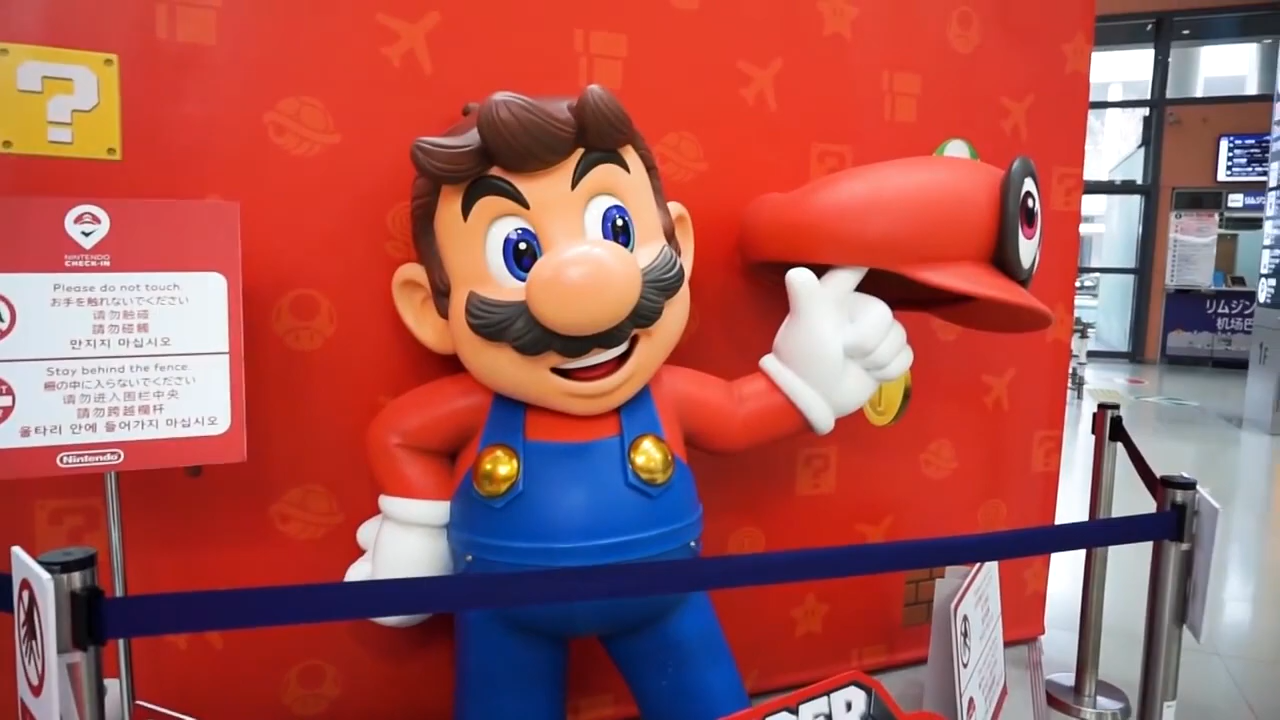 ?
NINTENDO
CHECK-IN
Please do not touch.
お手を触れないでください
请勿触碰
請勿碰觸
만지지 마십시오
Stay behind the fence.
柵の中に入らないでください
请勿进入围栏中央
請勿跨越欄杆
울타리 안에 들어가지 마십시오
Nintendo
リムジン
机场巴